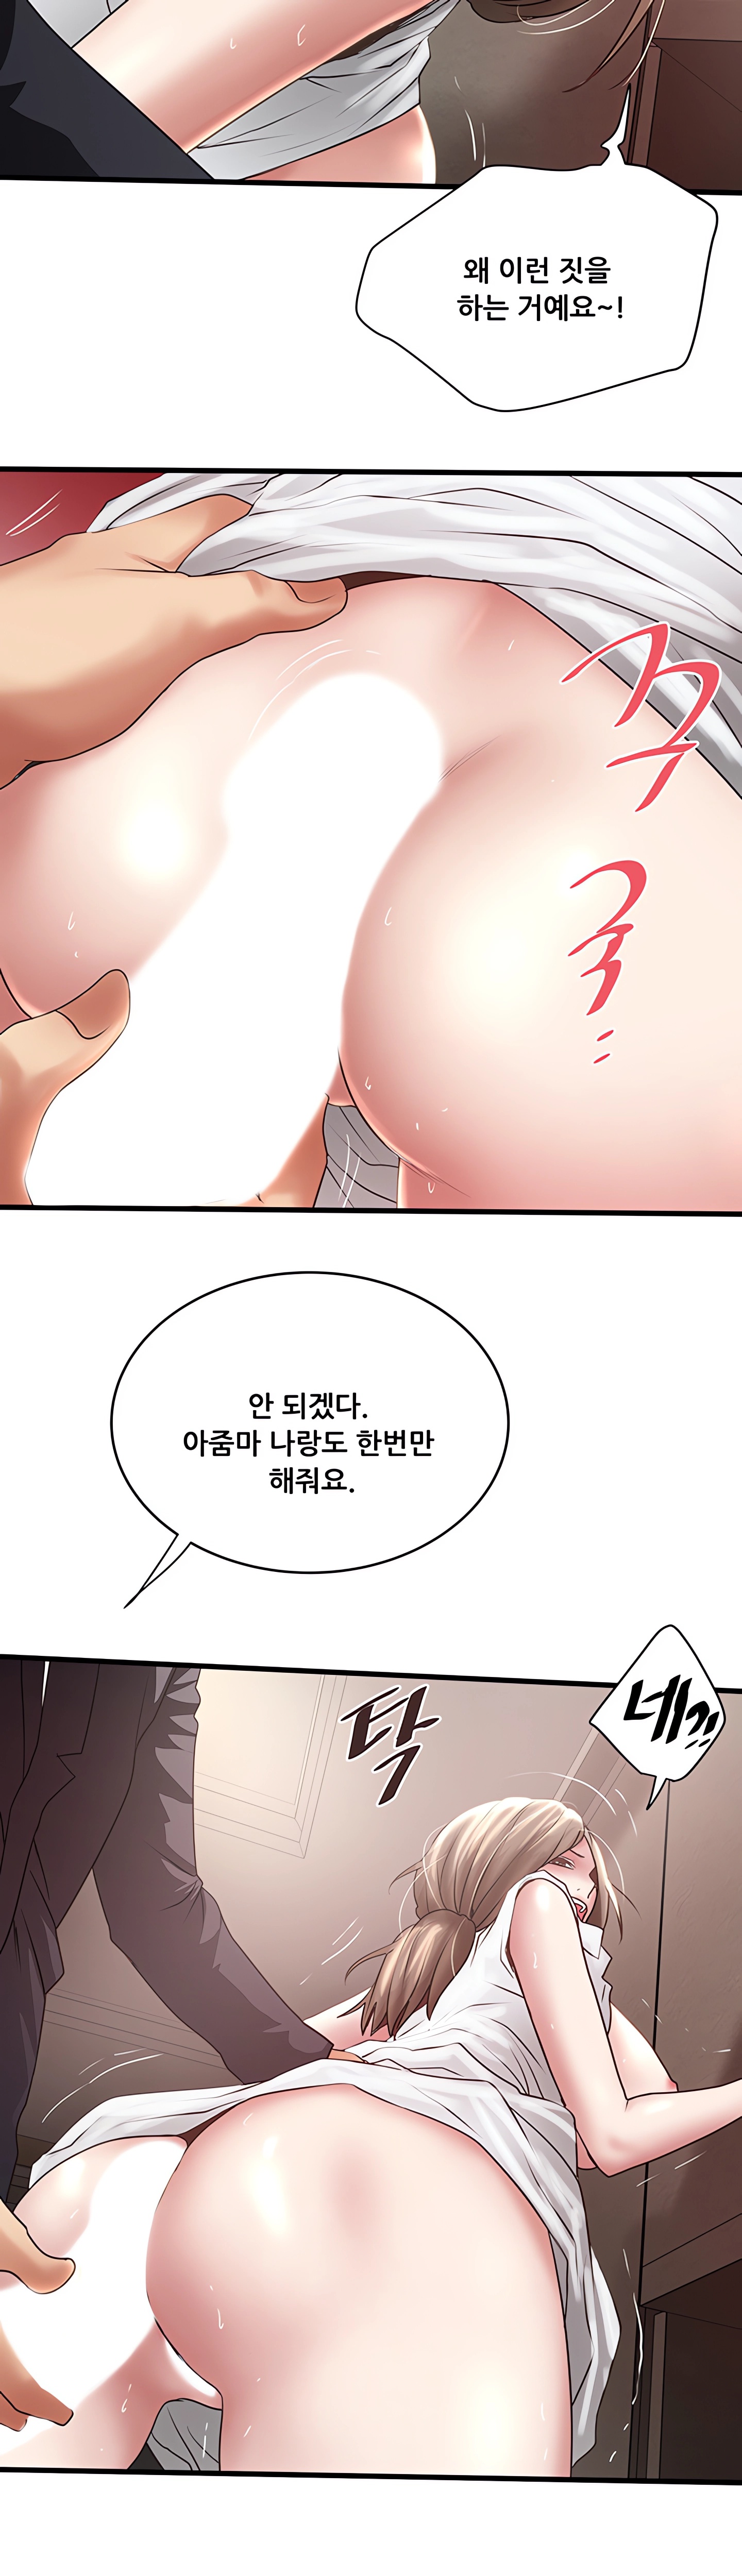 왜 이런 짓을
하는 거예요~!
안 되겠다.
아줌마 나랑도 한번만
해줘요.
네?!
탁